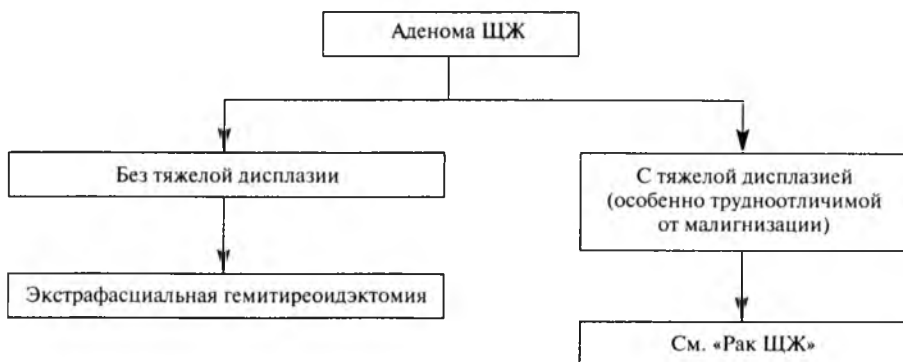 Аденома ЩЖ
Без тяжелой дисплазии
С тяжелой дисплазией
(особенно трудноотличимой
от малигнизации)
Экстрафасциальная гемитиреоидэктомия
См. «Рак ЩЖ»